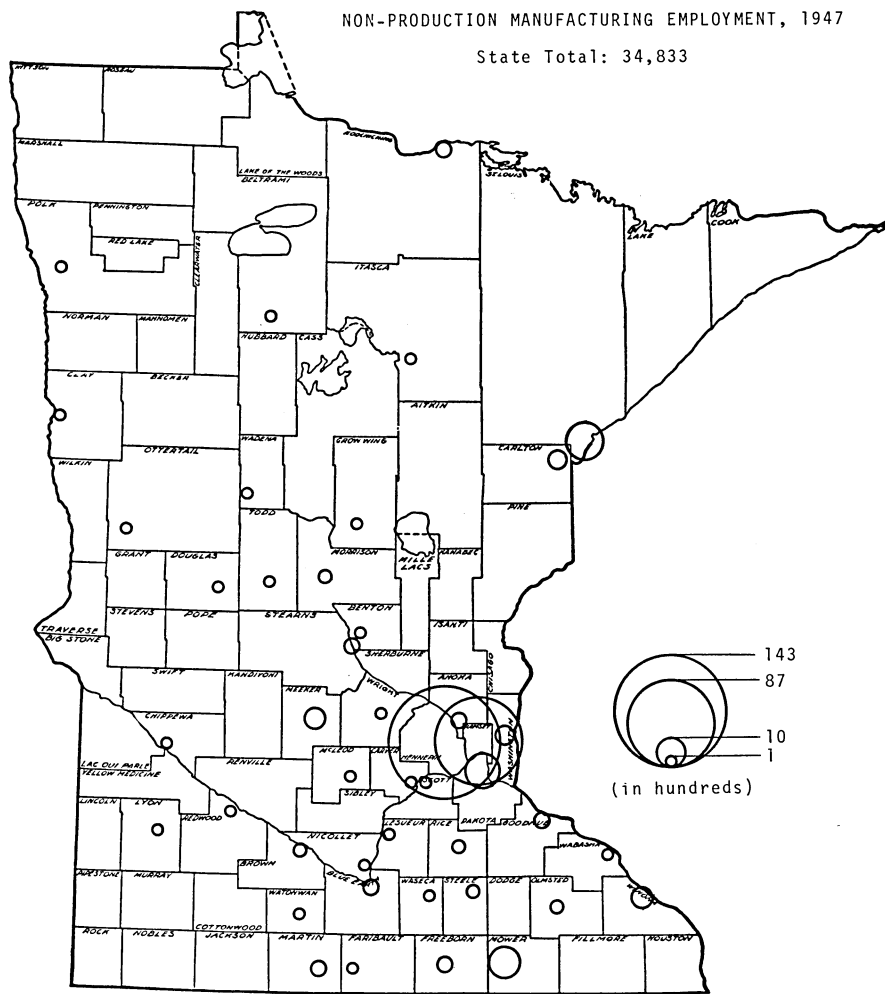 NON-PRODUCTION MANUFACTURING EMPLOYMENT, 1947
State Total: 34,833
KITTSON
ROSEAU
KOOCHICHING
MARSHALL
LAKE OF THE WOODS
BELTRAMI
ST. LOUIS
POLK
PENNINGTON
RED LAKE
CLEARWATER
LAKE
COOK
ITASCA
NORMAN
MAHNOMEN
HUBBARD
CASS
CLAY
BECKER
AITKIN
WADENA
CROW WING
CARLTON
OTTERTAIL
WILKIN
PINE
TODD
GRANT
DOUGLAS
MORRISON
MILLE
LACS
KANABEC
STEVENS
POPE
STEARNS
BENTON
ISANTI
TRAVERSE
BIG STONE
SHERBURNE
CHISAGO
143
SWIFT
KANDIYOHI
ANOKA
87
MEEKER
WRIGHT
CHIPPEWA
RAMSEY
WASHINGTON
10
1
LAC QUI PARLE
YELLOW MEDICINE
RENVILLE
McLEOD
CARVER
HENNEPIN
SCOTT
(in hundreds)
SIBLEY
LINCOLN
LYON
REDWOOD
LESUEUR
RICE
DAKOTA
GOODHUE
NICOLLET
WABASHA
BROWN
PIPESTONE
MURRAY
BLUE EARTH
WASECA
STEELE
DODGE
OLMSTED
WINONA
WATONWAN
COTTONWOOD
ROCK
NOBLES
JACKSON
MARTIN
FARIBAULT
FREEBORN
MOWER
FILLMORE
HOUSTON